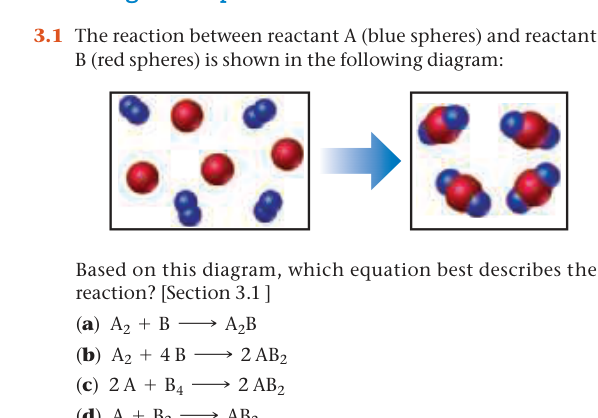 3.1 The reaction between reactant A (blue spheres) and reactant
B (red spheres) is shown in the following diagram:
Based on this diagram, which equation best describes the
reaction? [Section 3.1]
(a) A₂ + B ⟶ A₂B
(b) A₂ + 4 B ⟶ 2 AB₂
(c) 2 A + B₄ ⟶ 2 AB₂